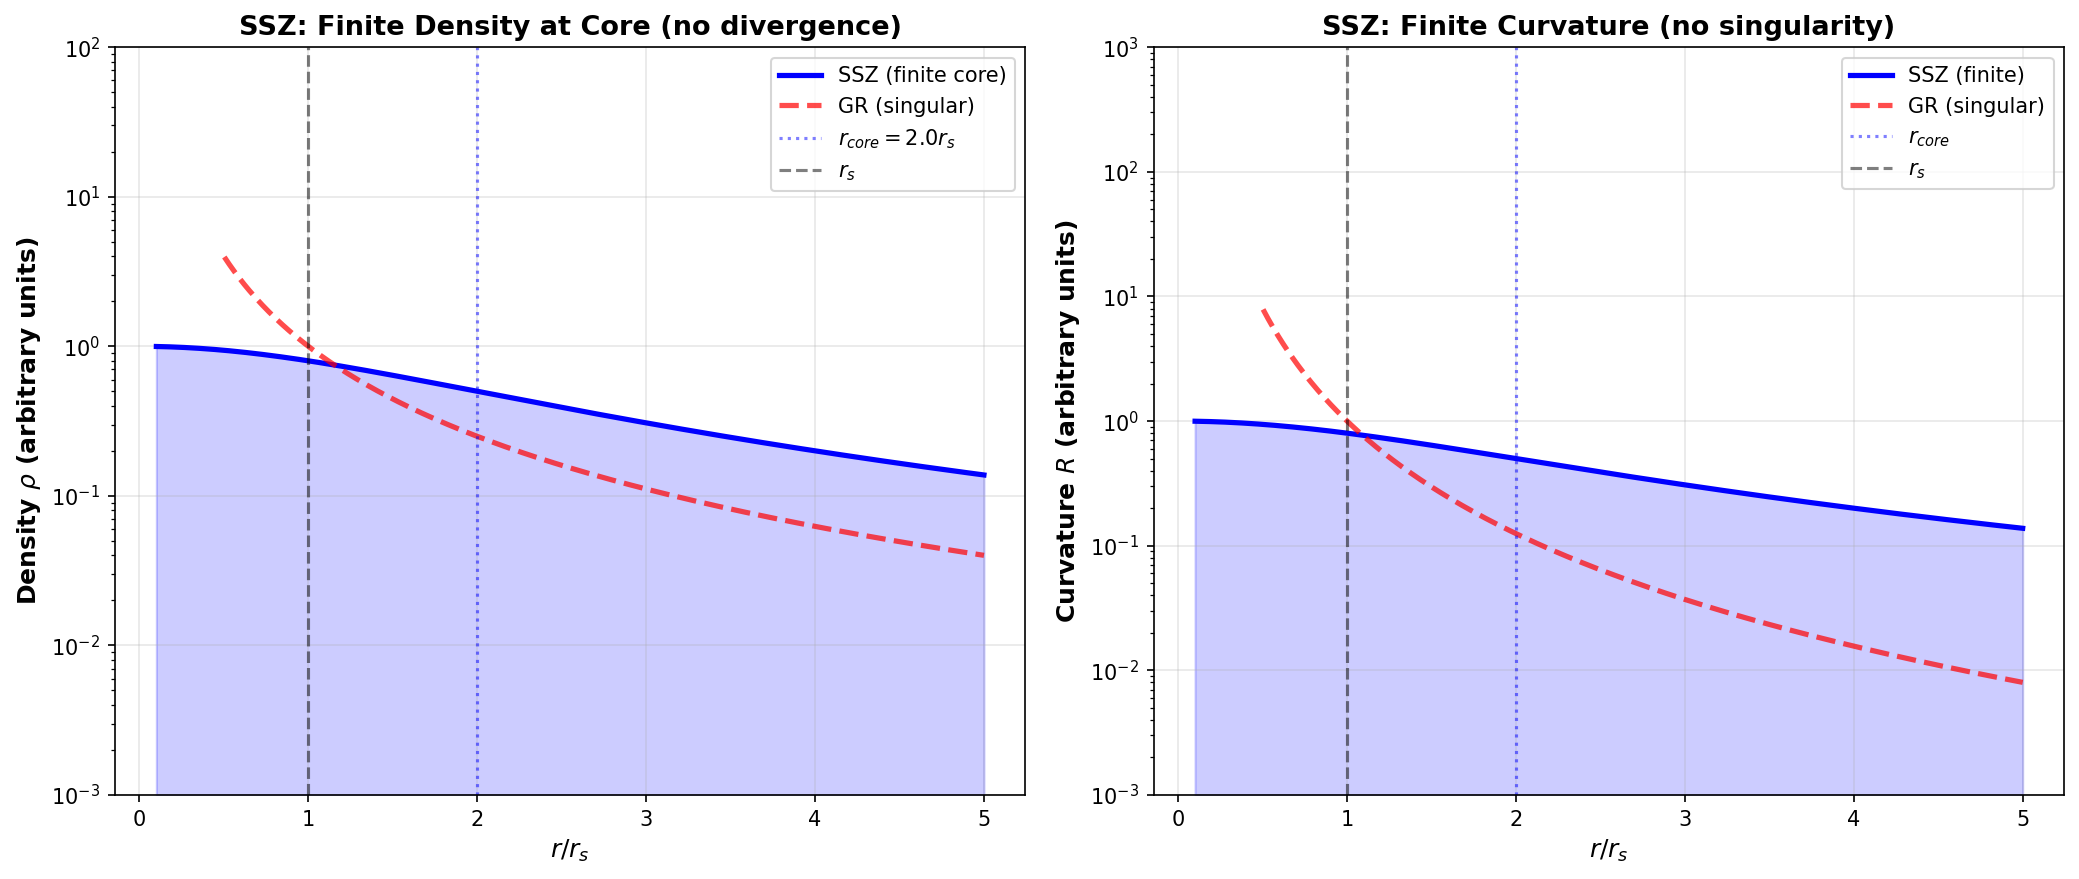 SSZ: Finite Density at Core (no divergence)
10²
10¹
10⁰
10⁻¹
10⁻²
10⁻³
Density ρ (arbitrary units)
SSZ (finite core)
GR (singular)
r_core = 2.0r_s
r_s
0 1 2 3 4 5
r/r_s
SSZ: Finite Curvature (no singularity)
10³
10²
10¹
10⁰
10⁻¹
10⁻²
10⁻³
Curvature R (arbitrary units)
SSZ (finite)
GR (singular)
r_core
r_s
0 1 2 3 4 5
r/r_s